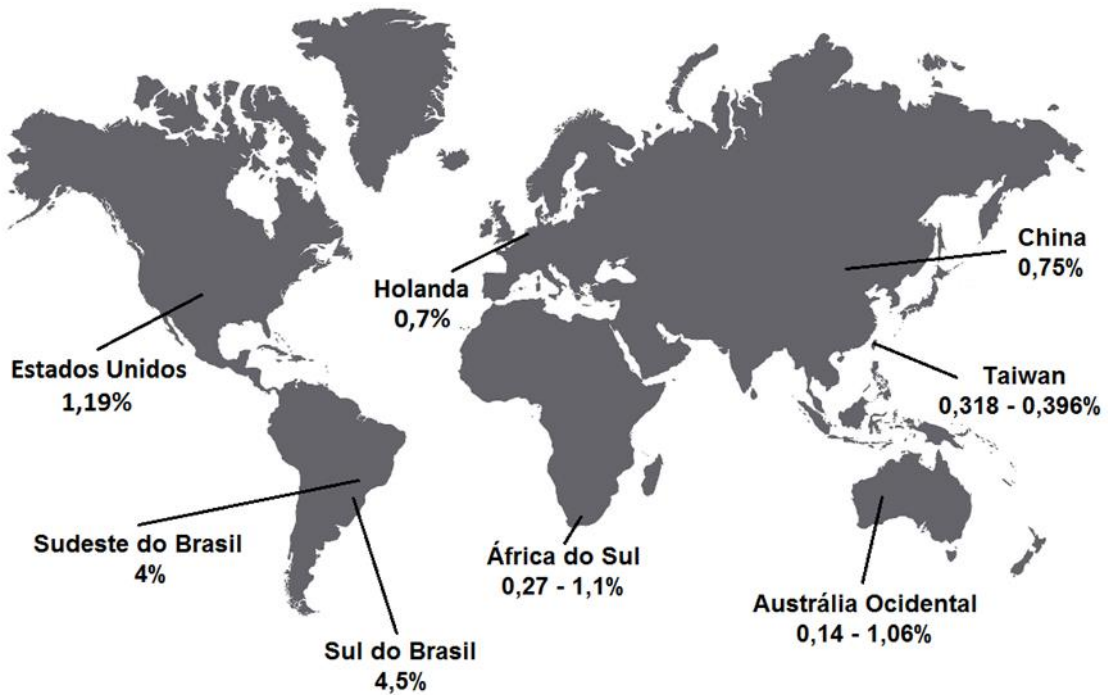 China
0,75%
Holanda
0,7%
Estados Unidos
1,19%
Taiwan
0,318 - 0,396%
Sudeste do Brasil
4%
África do Sul
0,27 - 1,1%
Austrália Ocidental
0,14 - 1,06%
Sul do Brasil
4,5%